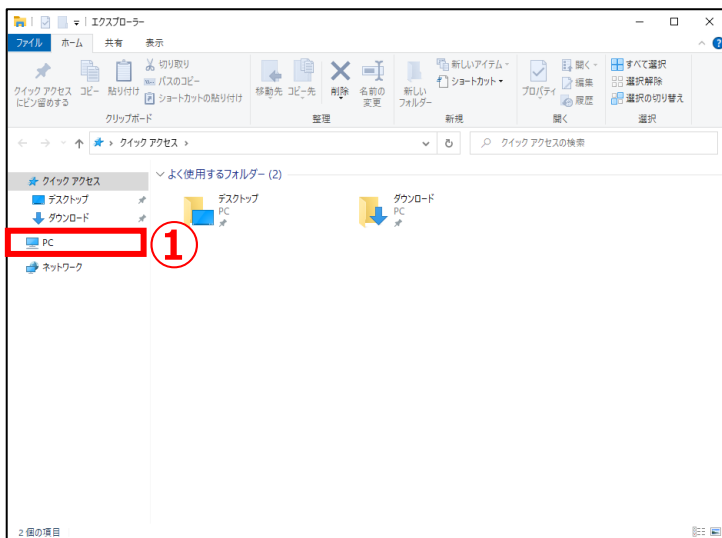 エクスプローラー
ファイル ホーム 共有 表示
クイック アクセス
にピン留めする
コピー
貼り付け
切り取り
パスのコピー
ショートカットの貼り付け
クリップボード
移動先
コピー先
削除
名前の
変更
整理
新しい
フォルダー
新しいアイテム
ショートカット
新規
プロパティ
開く
編集
履歴
開く
すべて選択
選択解除
選択の切り替え
選択
クイック アクセス
クイック アクセスの検索
クイック アクセス
デスクトップ
ダウンロード
PC
①
ネットワーク
よく使用するフォルダー (2)
デスクトップ
PC
ダウンロード
PC
2 個の項目